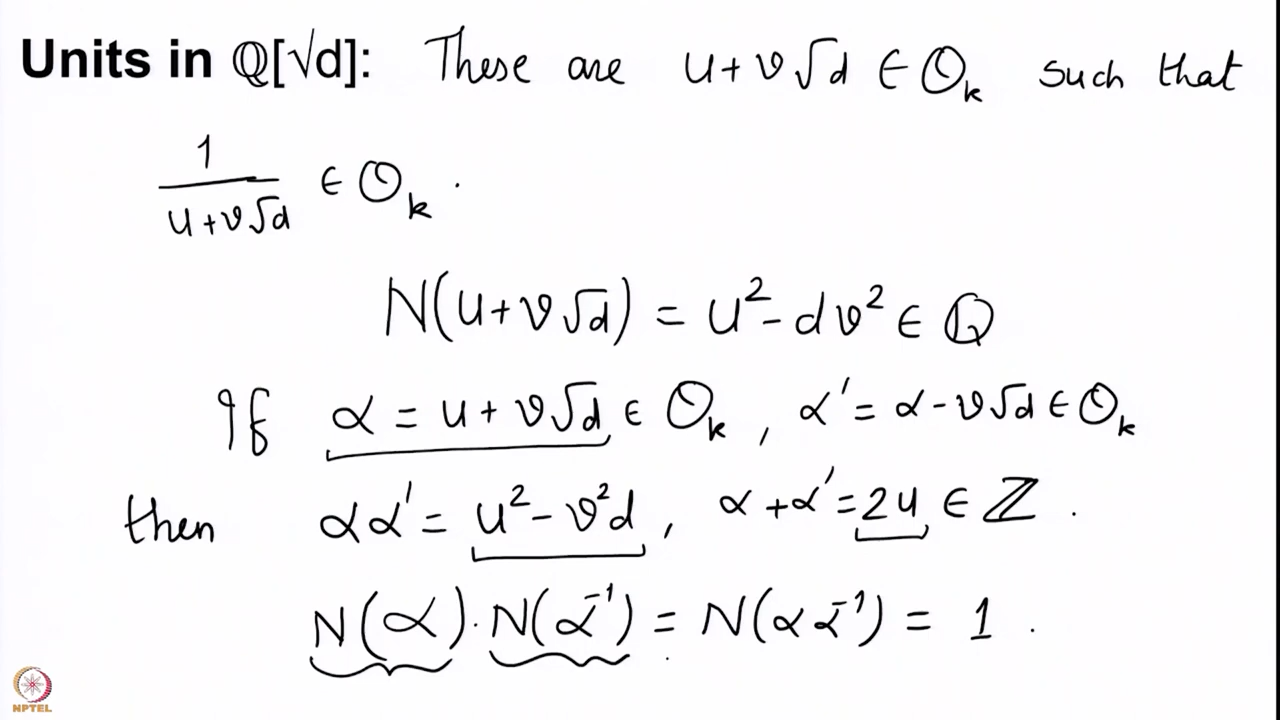 Units in ℚ[√d]: These are u+v√d ∈ O_k such that
1/(u+v√d) ∈ O_k .
N(u+v√d) = u²-dv² ∈ Q
If α = u+v√d ∈ O_k , α' = α-v√d ∈ O_k
then αα' = u²-v²d , α+α' = 2u ∈ ℤ .
N(α)·N(α⁻¹) = N(αα⁻¹) = 1 .
NPTEL